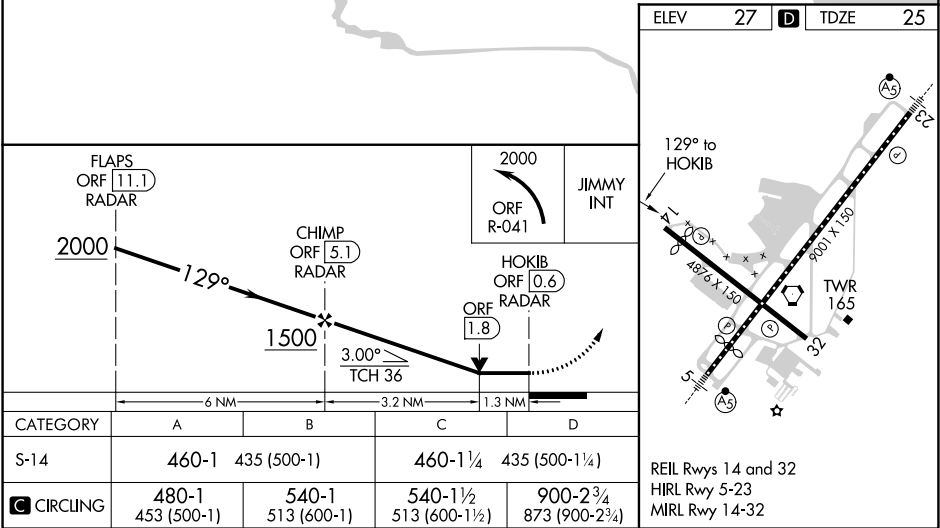 ELEV 27 D TDZE 25
FLAPS
ORF 11.1
RADAR
2000
129°
CHIMP
ORF 5.1
RADAR
1500
3.00°
TCH 36
ORF
1.8
HOKIB
ORF 0.6
RADAR
2000
ORF
R-041
JIMMY
INT
6 NM 3.2 NM 1.3 NM
CATEGORY A B C D
S-14 460-1 435 (500-1) 460-1¼ 435 (500-1¼)
C CIRCLING 480-1 540-1 540-1½ 900-2¾
453 (500-1) 513 (600-1) 513 (600-1½) 873 (900-2¾)
129° to
HOKIB
A5
23
P
14
P
9001 X 150
4876 X 150
TWR
165
P
P
32
5
A5
REIL Rwys 14 and 32
HIRL Rwy 5-23
MIRL Rwy 14-32